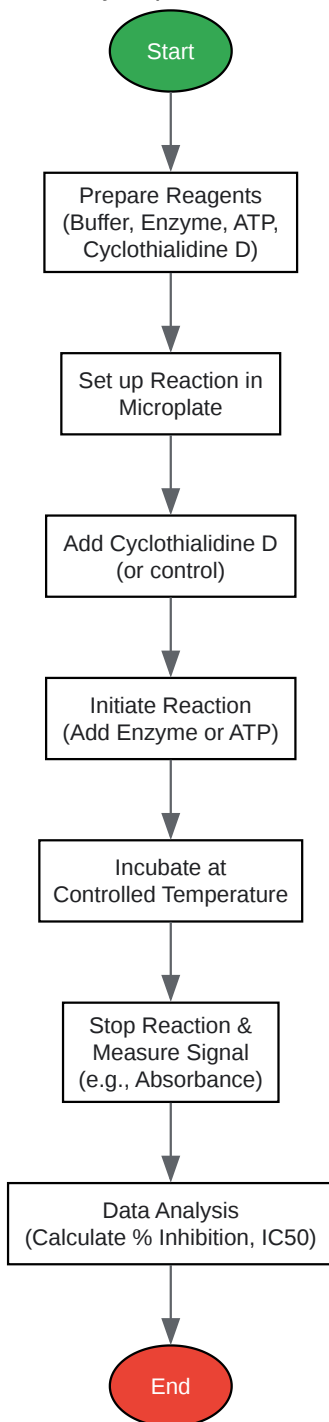 Start
Prepare Reagents
(Buffer, Enzyme, ATP,
Cyclothialidine D)
Set up Reaction in
Microplate
Add Cyclothialidine D
(or control)
Initiate Reaction
(Add Enzyme or ATP)
Incubate at
Controlled Temperature
Stop Reaction &
Measure Signal
(e.g., Absorbance)
Data Analysis
(Calculate % Inhibition, IC50)
End